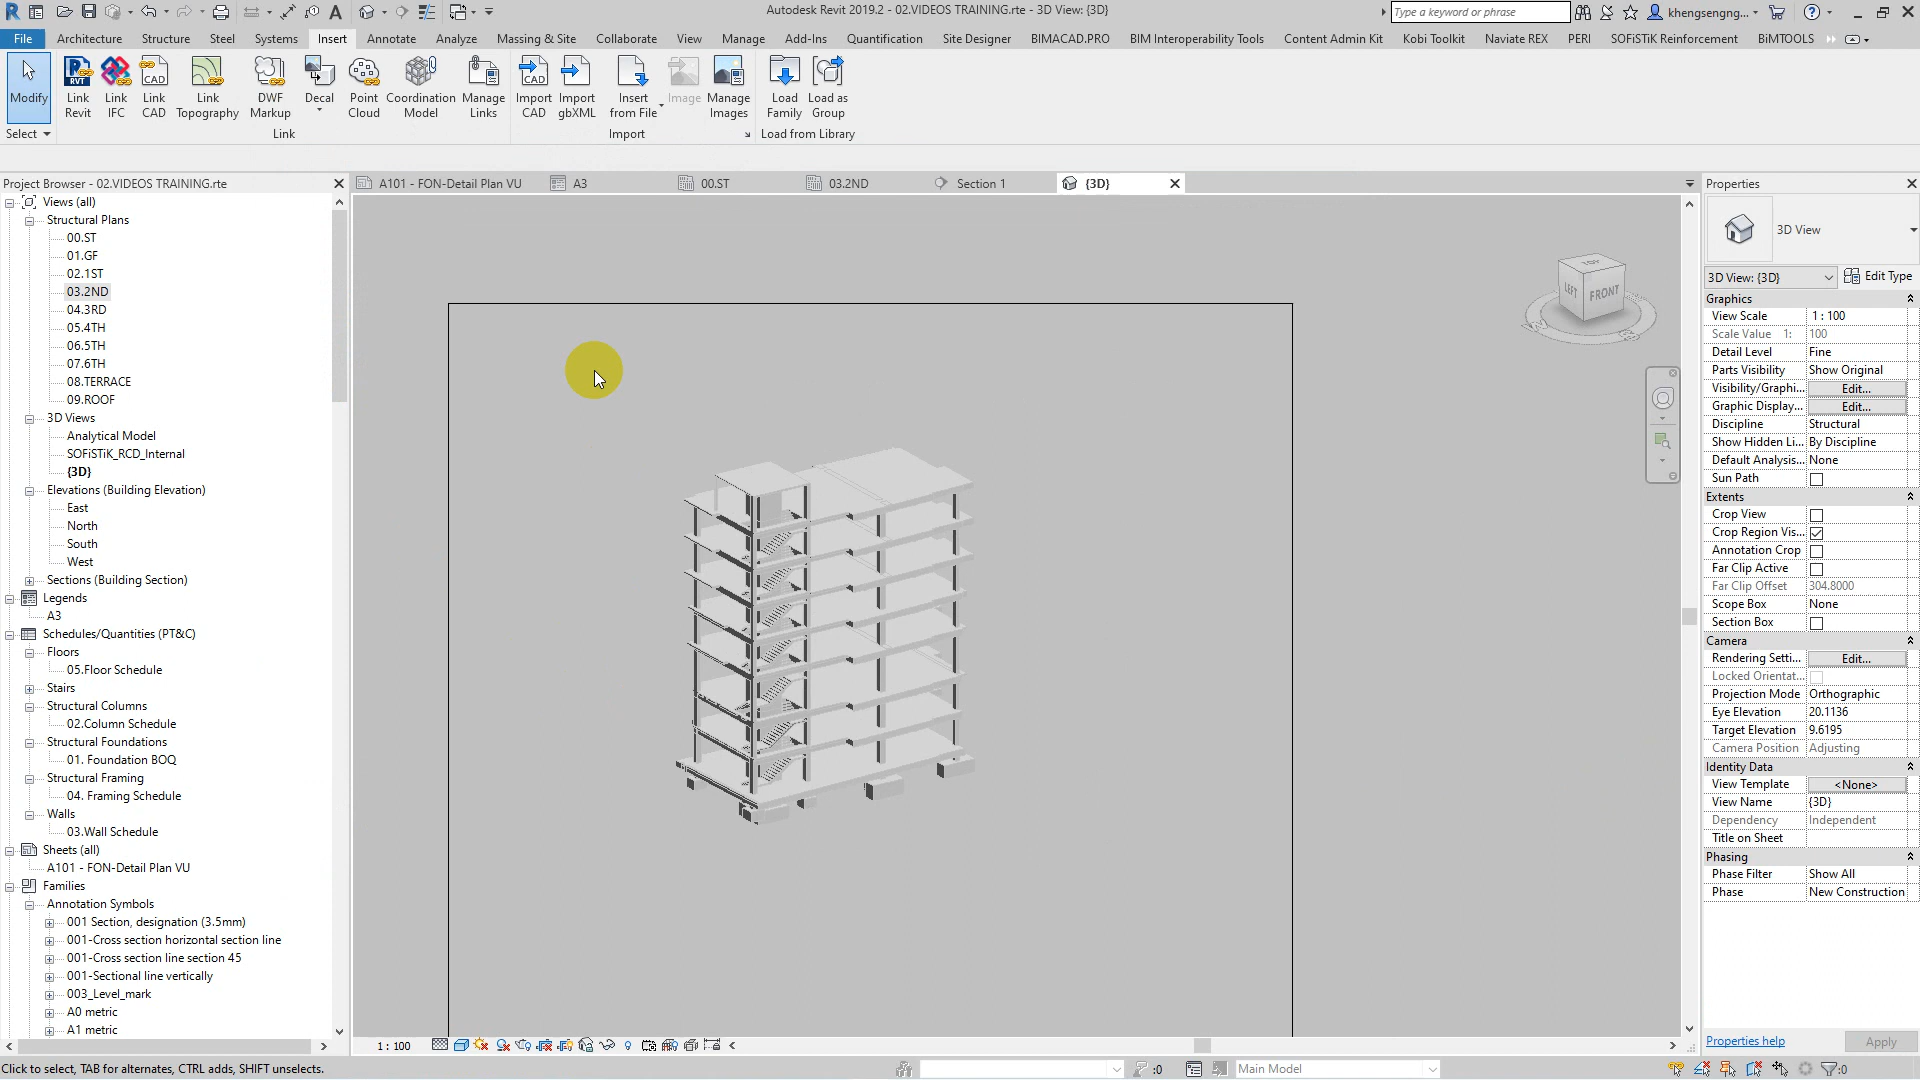 Autodesk Revit 2019.2 - 02.VIDEOS TRAINING.rte - 3D View: {3D}
Type a keyword or phrase
khengsengng...
File Architecture Structure Steel Systems Insert Annotate Analyze Massing & Site Collaborate View Manage Add-Ins Quantification Site Designer BIMACAD.PRO BIM Interoperability Tools Content Admin Kit Kobi Toolkit Naviate REX PERI SOFiSTiK Reinforcement BiMTOOLS
Modify
Link Revit
Link IFC
Link CAD
Link Topography
DWF Markup
Decal
Point Cloud
Coordination Model
Manage Links
Import CAD
Import gbXML
Insert from File
Image
Manage Images
Load Family
Load as Group
Select
Link
Import
Load from Library
Project Browser - 02.VIDEOS TRAINING.rte
A101 - FON-Detail Plan VU
A3
00.ST
03.2ND
Section 1
{3D}
Views (all)
Structural Plans
00.ST
01.GF
02.1ST
03.2ND
04.3RD
05.4TH
06.5TH
07.6TH
08.TERRACE
09.ROOF
3D Views
Analytical Model
SOFiSTiK_RCD_Internal
{3D}
Elevations (Building Elevation)
East
North
South
West
Sections (Building Section)
Legends
A3
Schedules/Quantities (PT&C)
Floors
05.Floor Schedule
Stairs
Structural Columns
02.Column Schedule
Structural Foundations
01. Foundation BOQ
Structural Framing
04. Framing Schedule
Walls
03.Wall Schedule
Sheets (all)
A101 - FON-Detail Plan VU
Families
Annotation Symbols
001 Section, designation (3.5mm)
001-Cross section horizontal section line
001-Cross section line section 45
001-Sectional line vertically
003_Level_mark
A0 metric
A1 metric
TOP
LEFT
FRONT
W
S
Properties
3D View
3D View: {3D}
Edit Type
Graphics
View Scale 1 : 100
Scale Value 1: 100
Detail Level Fine
Parts Visibility Show Original
Visibility/Graphi... Edit...
Graphic Display... Edit...
Discipline Structural
Show Hidden Li... By Discipline
Default Analysis... None
Sun Path
Extents
Crop View
Crop Region Vis...
Annotation Crop
Far Clip Active
Far Clip Offset 304.8000
Scope Box None
Section Box
Camera
Rendering Setti... Edit...
Locked Orientat...
Projection Mode Orthographic
Eye Elevation 20.1136
Target Elevation 9.6195
Camera Position Adjusting
Identity Data
View Template <None>
View Name {3D}
Dependency Independent
Title on Sheet
Phasing
Phase Filter Show All
Phase New Construction
Properties help
Apply
1 : 100
Click to select, TAB for alternates, CTRL adds, SHIFT unselects.
:0
Main Model
:0